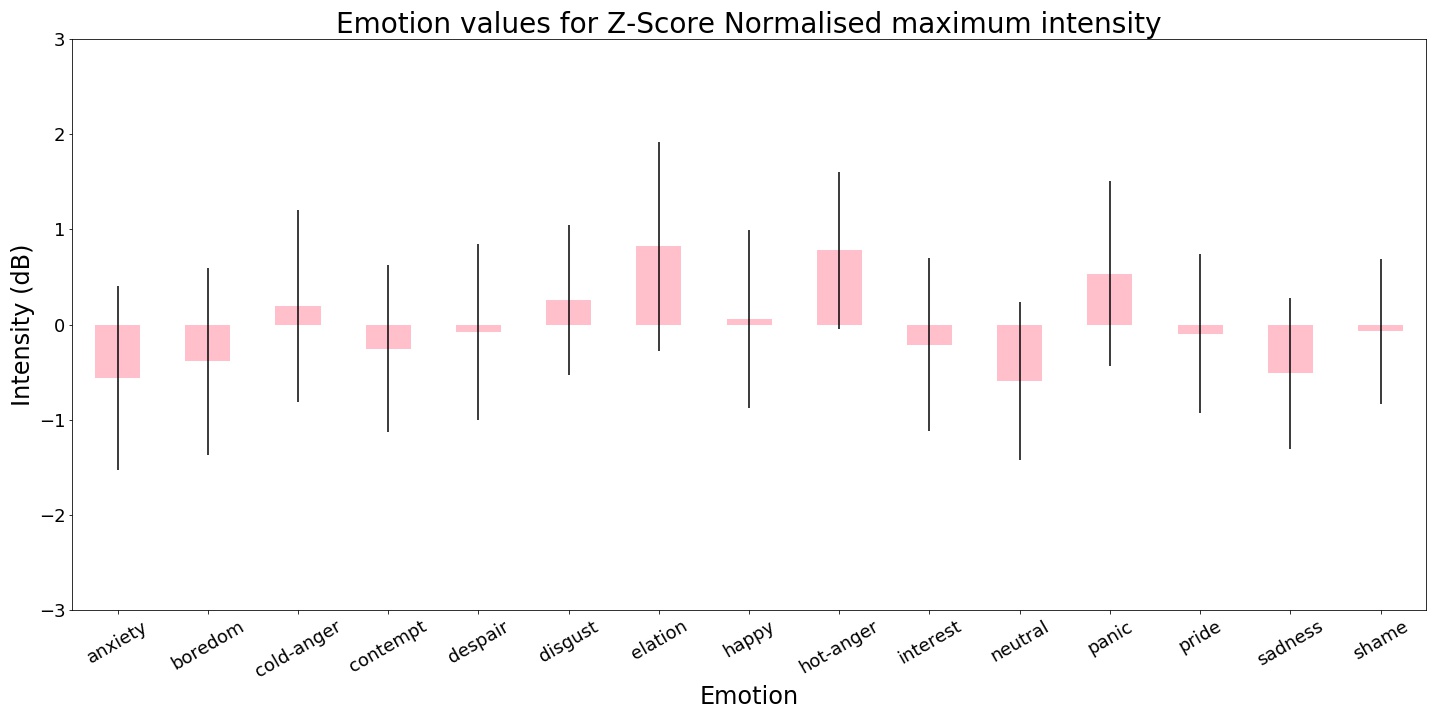 Emotion values for Z-Score Normalised maximum intensity
3
2
1
0
−1
−2
−3
Intensity (dB)
anxiety
boredom
cold-anger
contempt
despair
disgust
elation
happy
hot-anger
interest
neutral
panic
pride
sadness
shame
Emotion